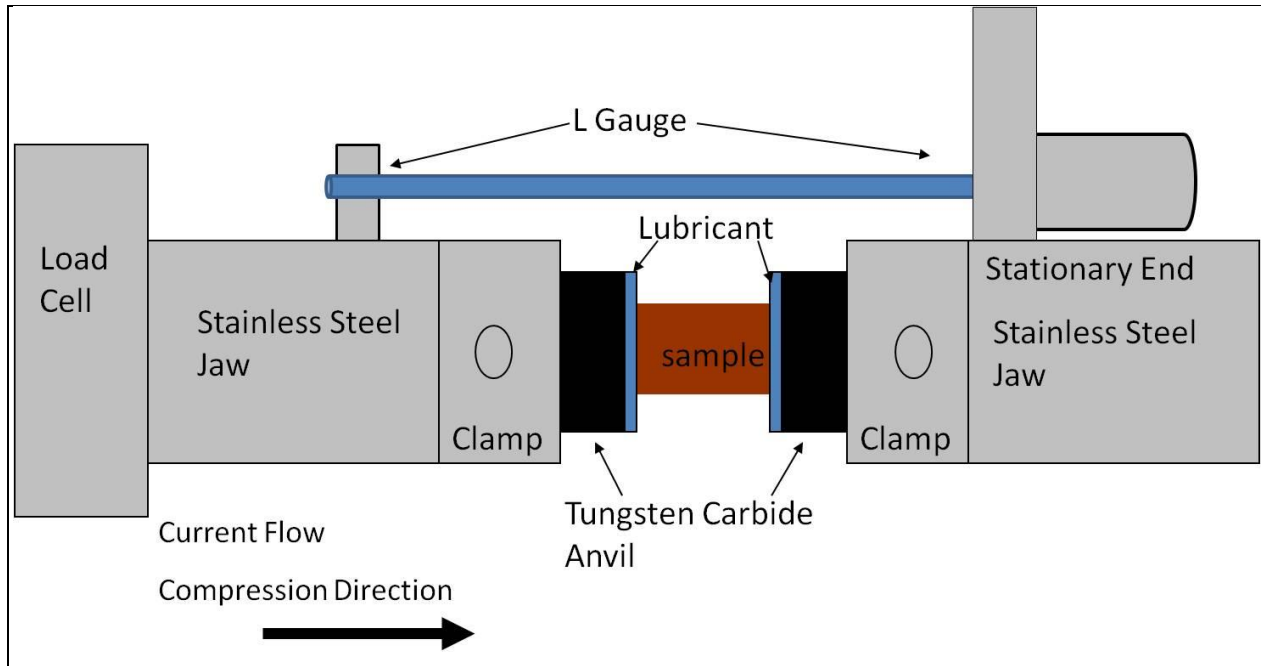 L Gauge
Lubricant
Load
Cell
Stainless Steel
Jaw
Clamp
sample
Clamp
Stationary End
Stainless Steel
Jaw
Tungsten Carbide
Anvil
Current Flow
Compression Direction